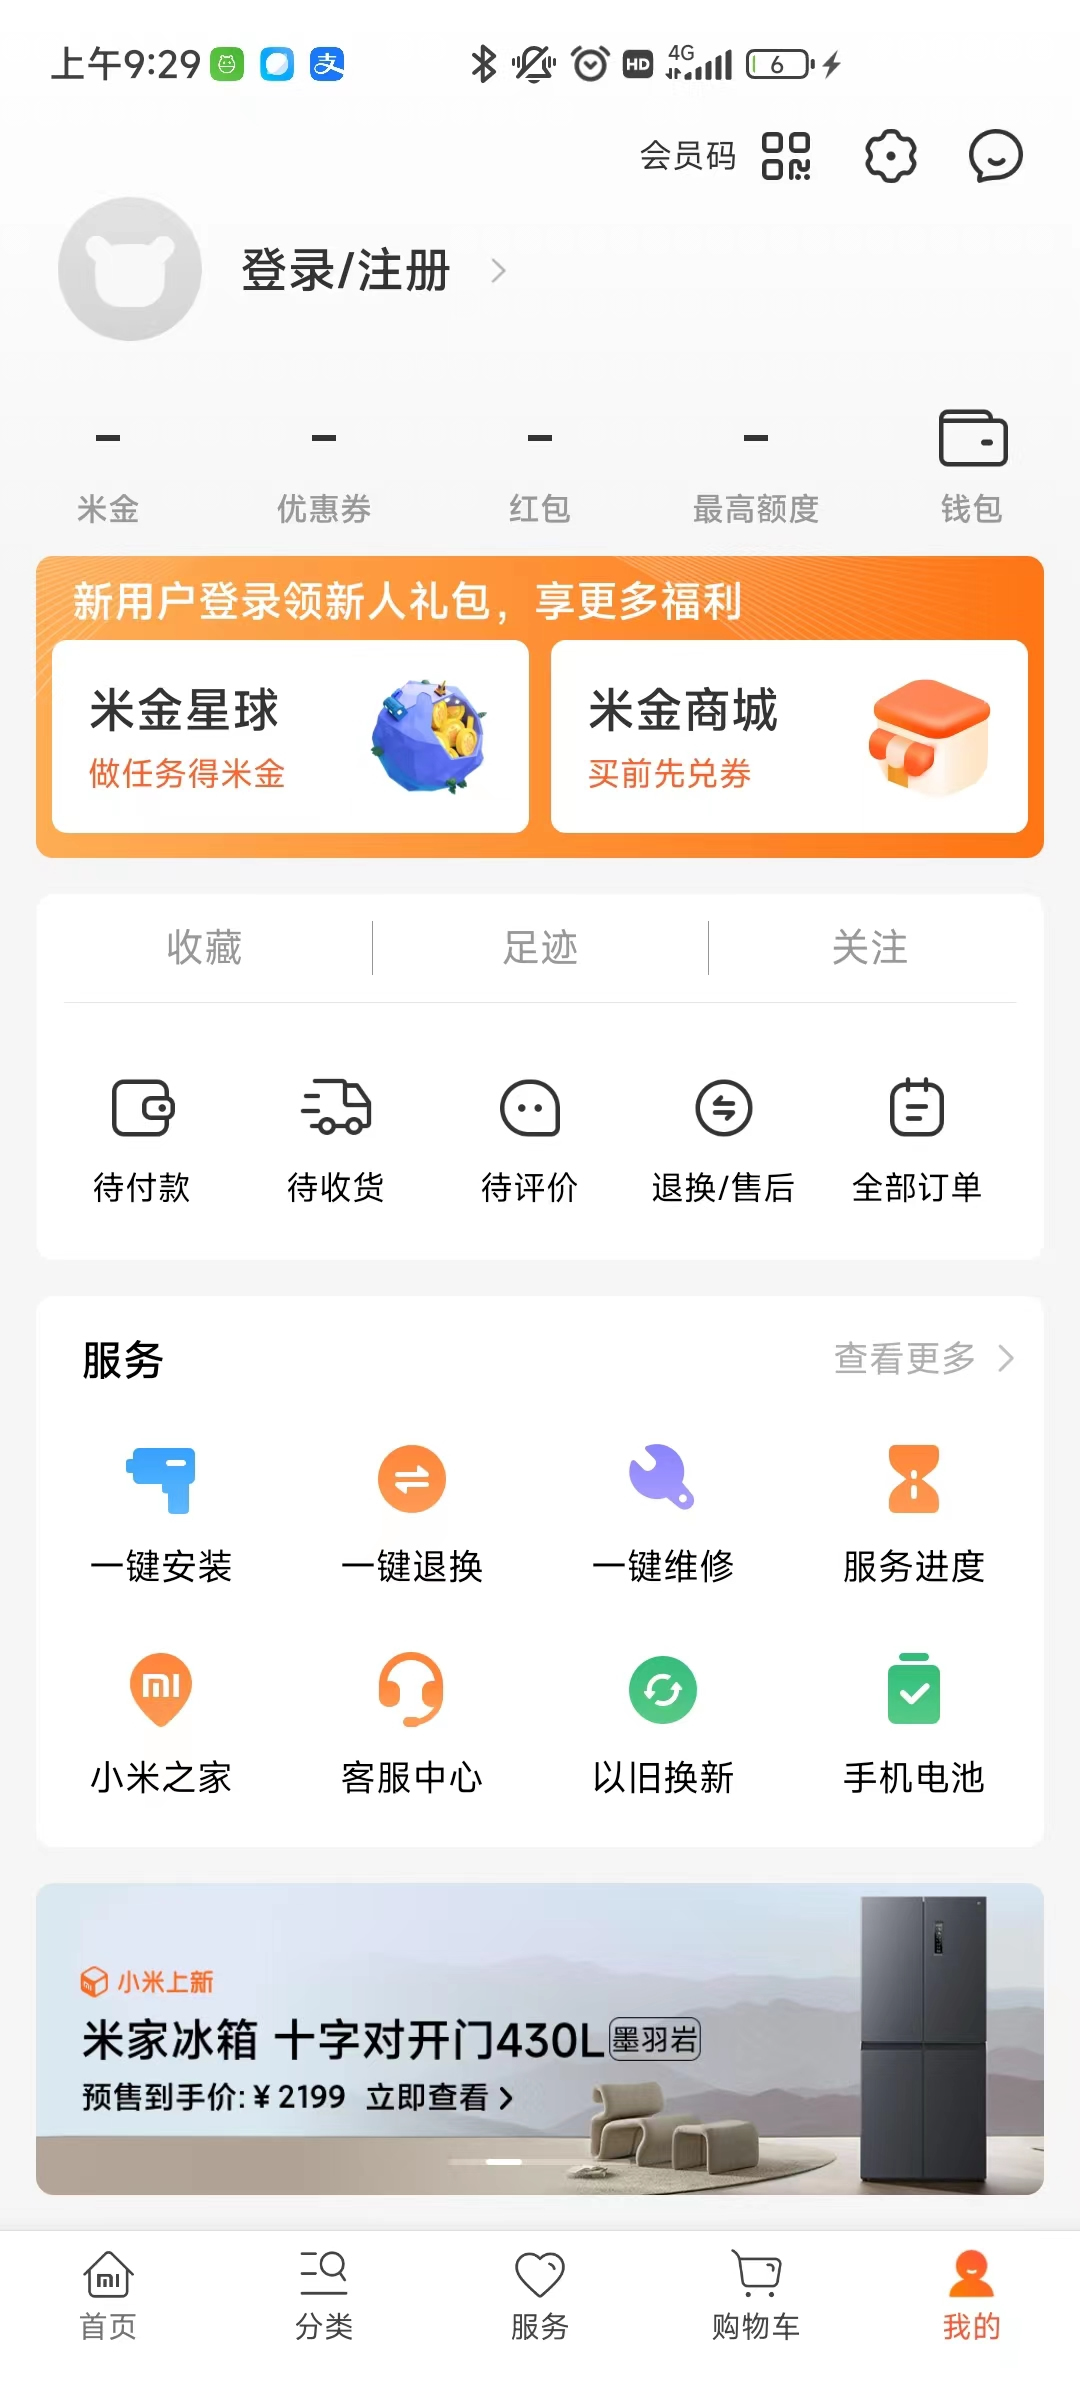 上午9:29 支 HD 4G 6
会员码
登录/注册
米金 优惠券 红包 最高额度 钱包
新用户登录领新人礼包，享更多福利
米金星球 米金商城
做任务得米金 买前先兑券
收藏 足迹 关注
待付款 待收货 待评价 退换/售后 全部订单
服务 查看更多
一键安装 一键退换 一键维修 服务进度
小米之家 客服中心 以旧换新 手机电池
小米上新
米家冰箱 十字对开门430L 墨羽岩
预售到手价:¥2199 立即查看
首页 分类 服务 购物车 我的